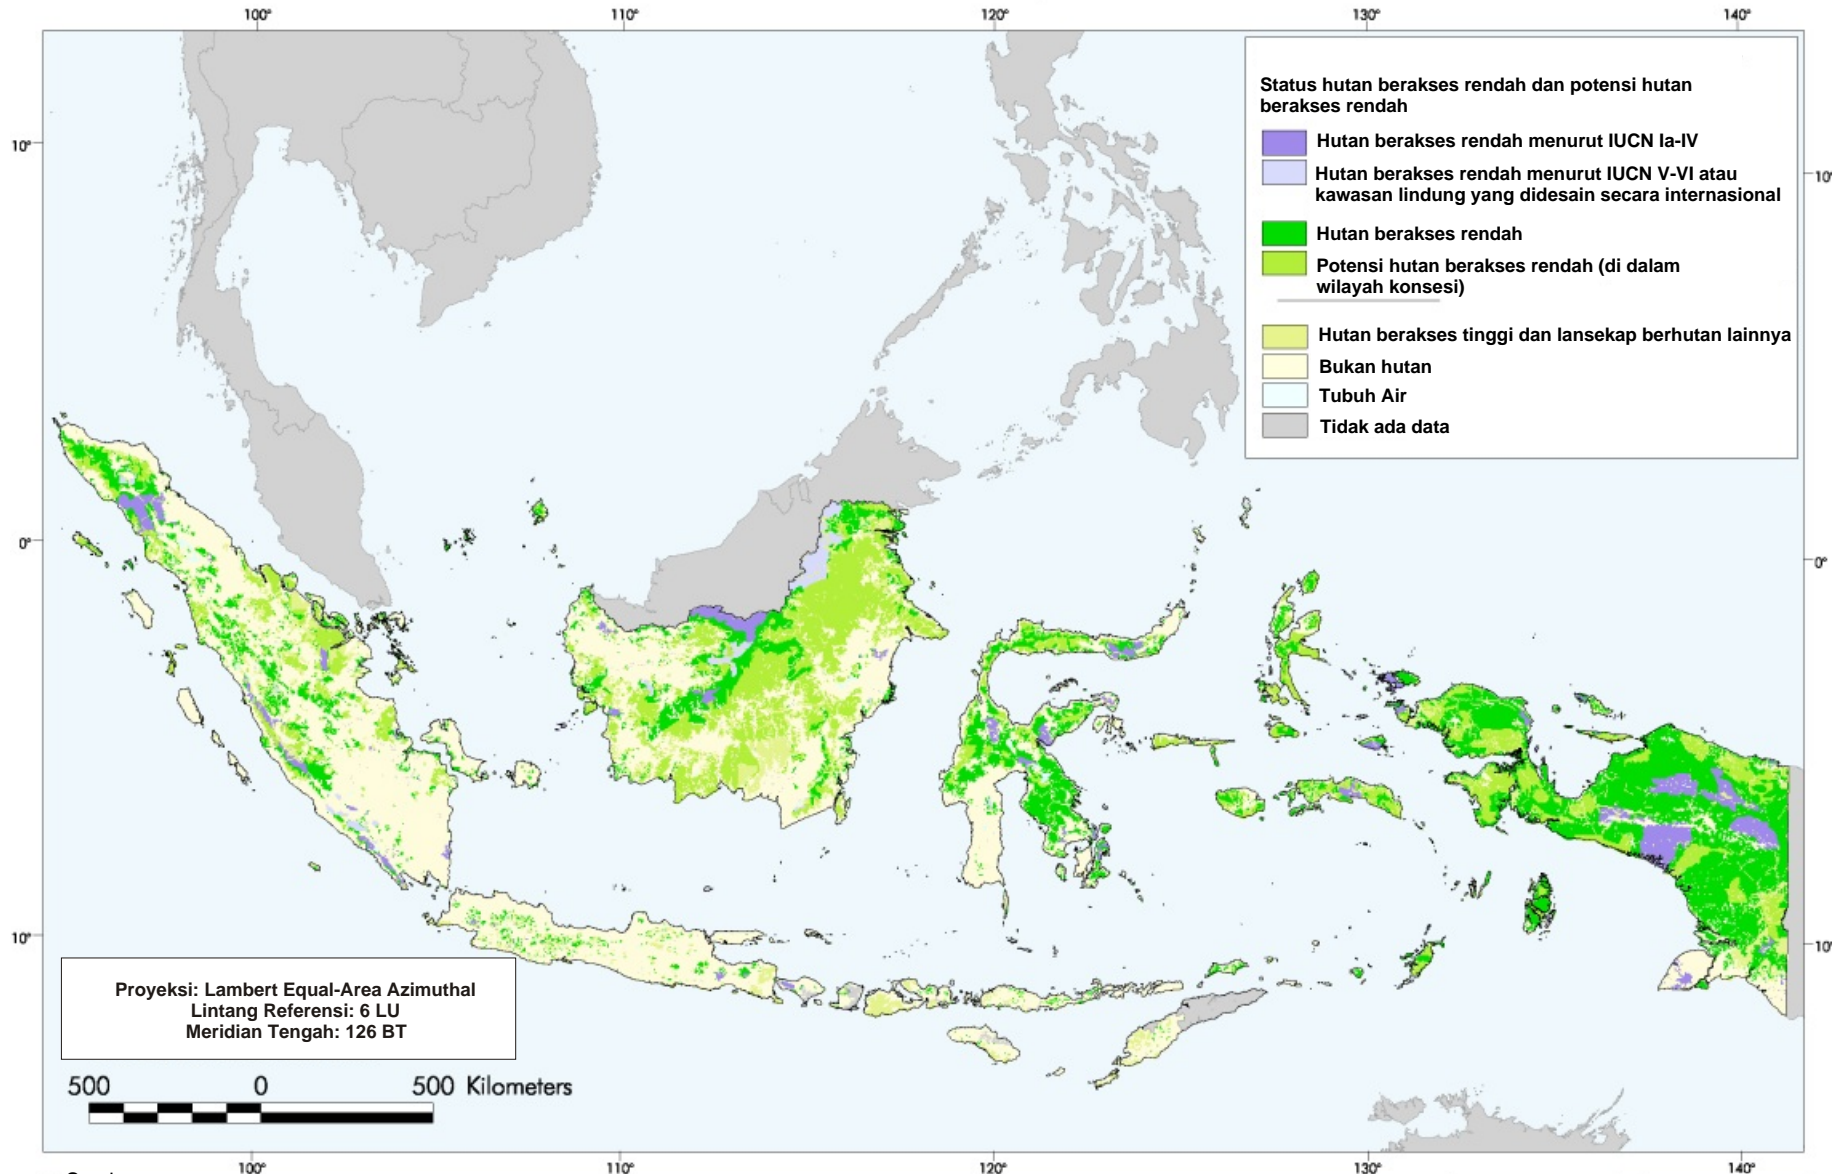 100°
110°
120°
130°
140°
Status hutan berakses rendah dan potensi hutan
berakses rendah
Hutan berakses rendah menurut IUCN Ia-IV
Hutan berakses rendah menurut IUCN V-VI atau
kawasan lindung yang didesain secara internasional
Hutan berakses rendah
Potensi hutan berakses rendah (di dalam
wilayah konsesi)
Hutan berakses tinggi dan lansekap berhutan lainnya
Bukan hutan
Tubuh Air
Tidak ada data
10°
10°
0°
0°
10°
10°
Proyeksi: Lambert Equal-Area Azimuthal
Lintang Referensi: 6 LU
Meridian Tengah: 126 BT
500 0 500 Kilometers
100°
110°
120°
130°
140°